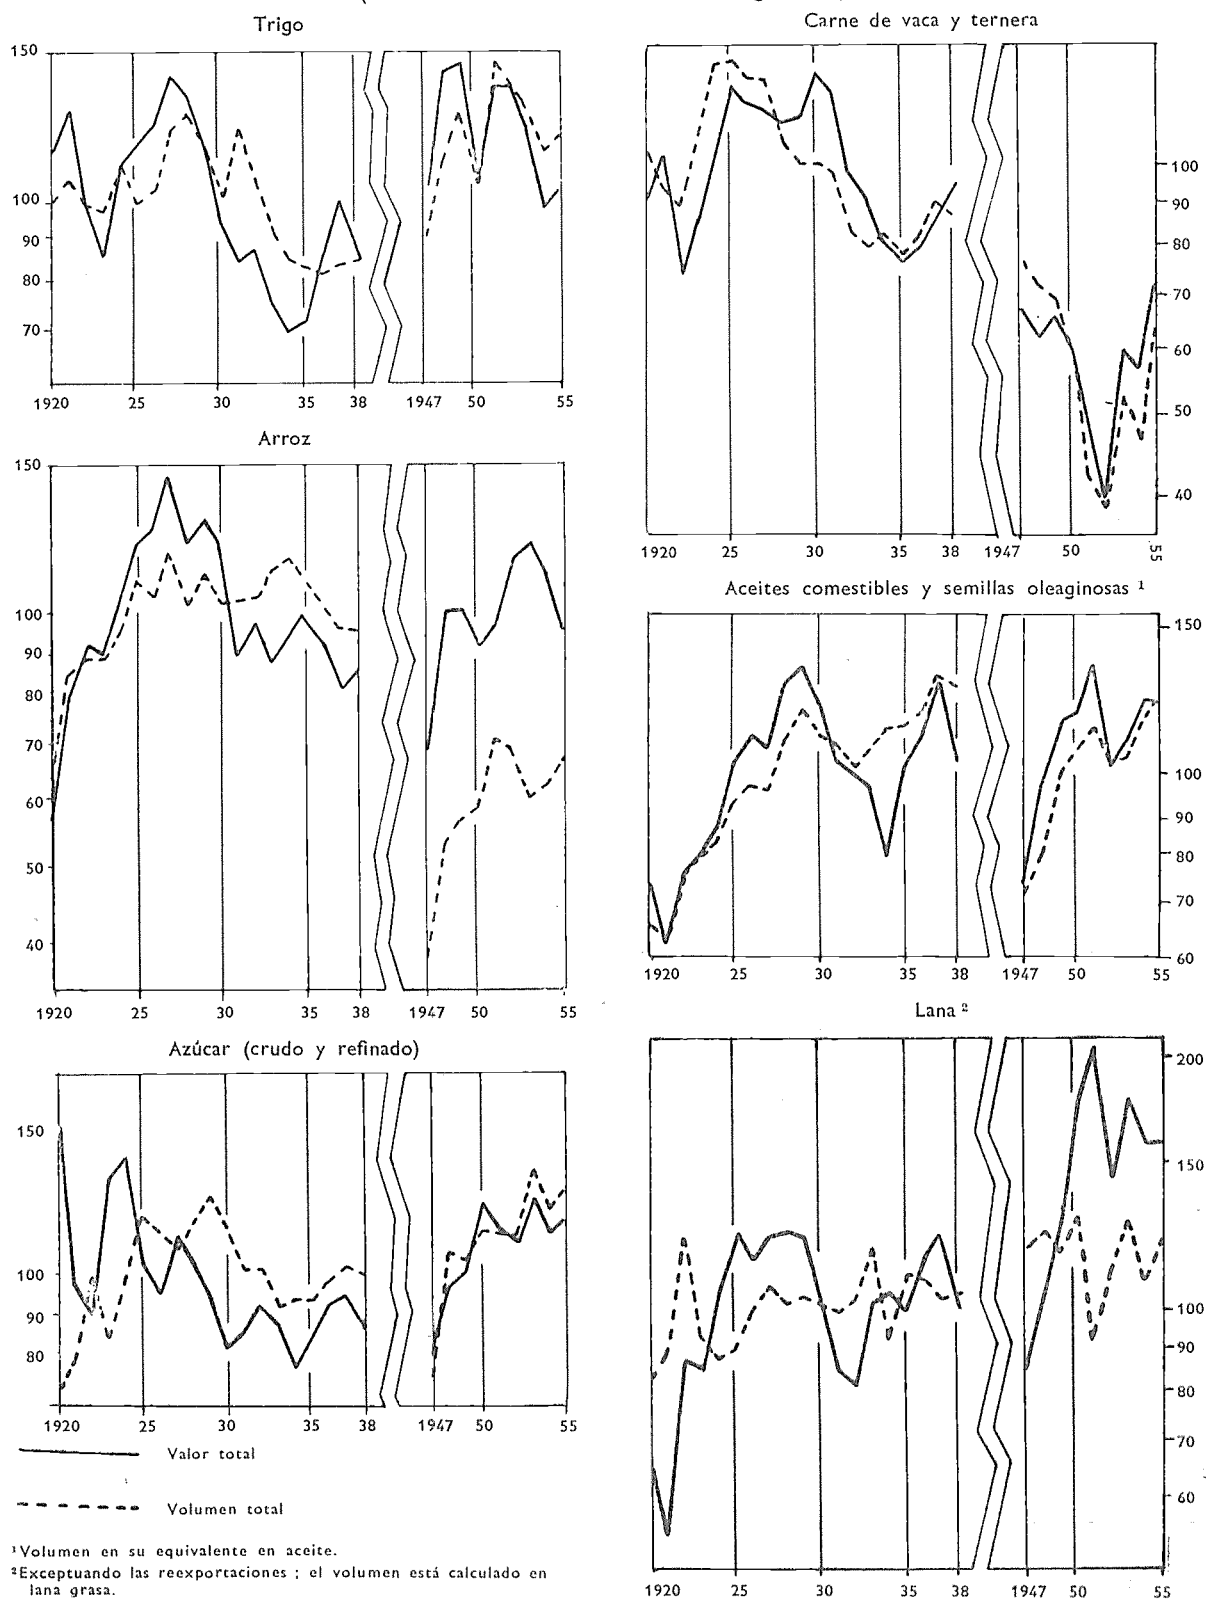 Trigo
150
100
90
80
70
1920 25 30 35 38 1947 50 55
Arroz
150
100
90
80
70
60
50
40
1920 25 30 35 38 1947 50 55
Azúcar (crudo y refinado)
150
100
90
80
1920 25 30 35 38 1947 50 55
Valor total
Volumen total
¹Volumen en su equivalente en aceite.
²Exceptuando las reexportaciones ; el volumen está calculado en
lana grasa.
Carne de vaca y ternera
100
90
80
70
60
50
40
1920 25 30 35 38 1947 50 55
Aceites comestibles y semillas oleaginosas ¹
150
100
90
80
70
60
1920 25 30 35 38 1947 50 55
Lana ²
200
150
100
90
80
70
60
1920 25 30 35 38 1947 50 55